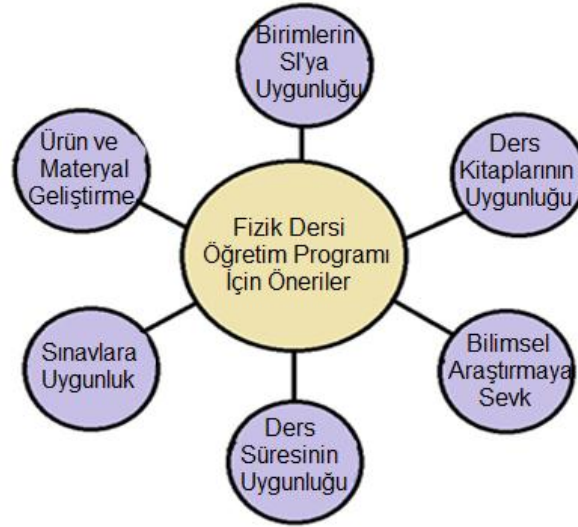 Birimlerin
SI'ya
Uygunluğu
Ürün ve
Materyal
Geliştirme
Ders
Kitaplarının
Uygunluğu
Fizik Dersi
Öğretim Programı
İçin Öneriler
Sınavlara
Uygunluk
Bilimsel
Araştırmaya
Sevk
Ders
Süresinin
Uygunluğu